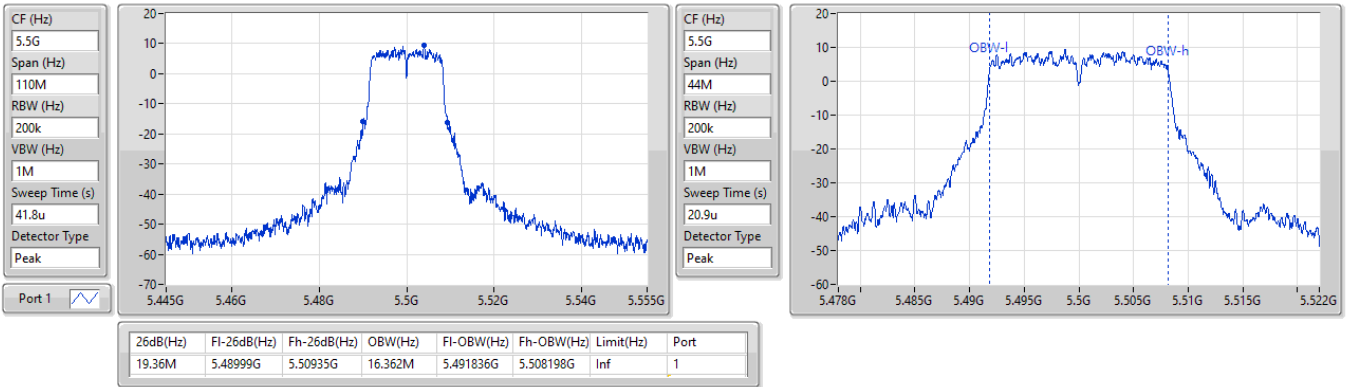 CF (Hz)
5.5G
Span (Hz)
110M
RBW (Hz)
200k
VBW (Hz)
1M
Sweep Time (s)
41.8u
Detector Type
Peak
Port 1
20
10
0
-10
-20
-30
-40
-50
-60
-70
5.445G 5.46G 5.48G 5.5G 5.52G 5.54G 5.555G
CF (Hz)
5.5G
Span (Hz)
44M
RBW (Hz)
200k
VBW (Hz)
1M
Sweep Time (s)
20.9u
Detector Type
Peak
20
10
0
-10
-20
-30
-40
-50
-60
OBW-l OBW-h
5.478G 5.485G 5.49G 5.495G 5.5G 5.505G 5.51G 5.515G 5.522G
26dB(Hz) Fl-26dB(Hz) Fh-26dB(Hz) OBW(Hz) Fl-OBW(Hz) Fh-OBW(Hz) Limit(Hz) Port
19.36M 5.48999G 5.50935G 16.362M 5.491836G 5.508198G Inf 1